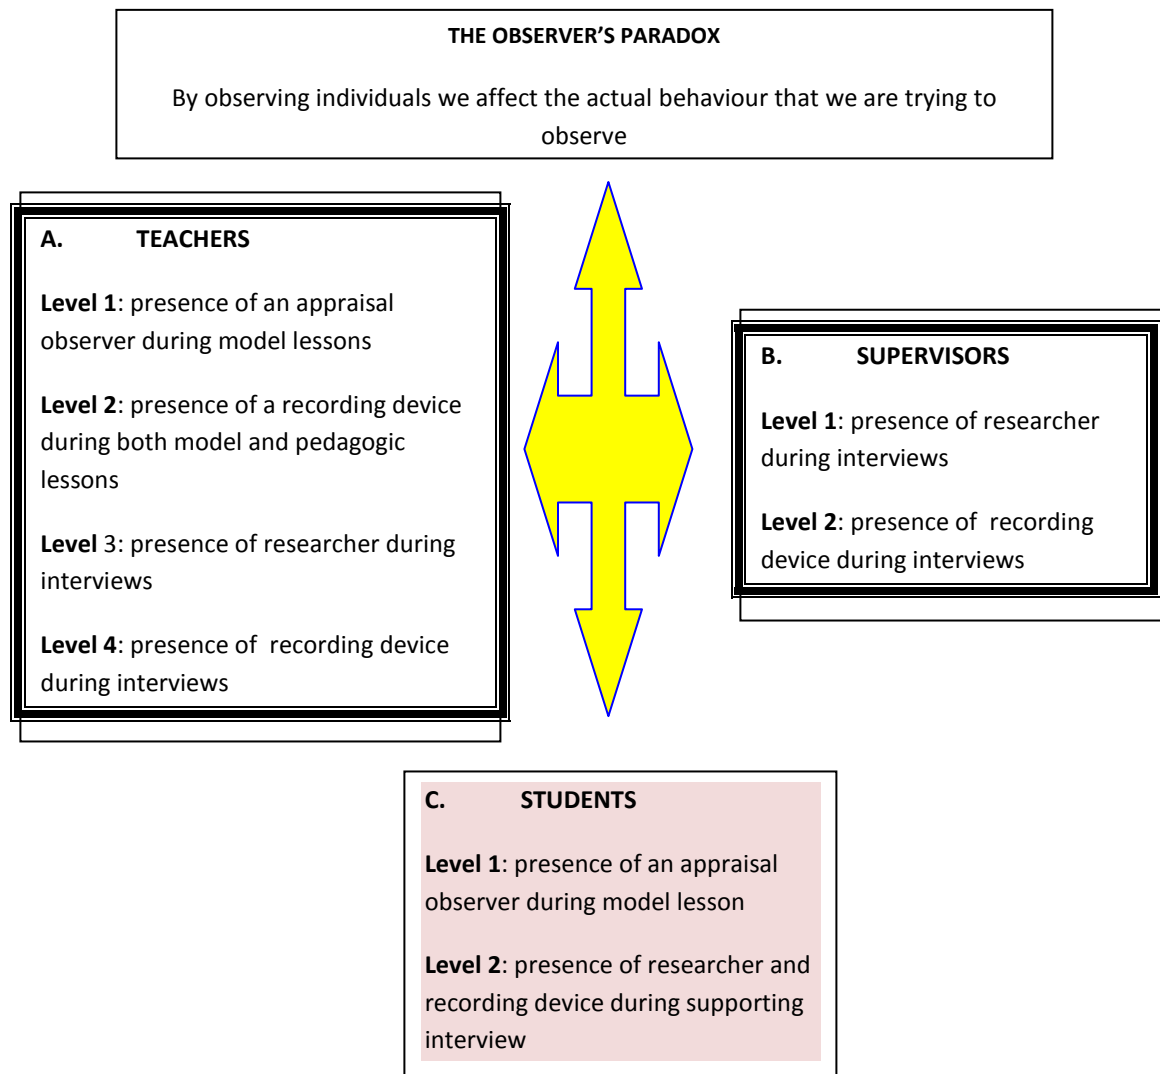 THE OBSERVER’S PARADOX
By observing individuals we affect the actual behaviour that we are trying to
observe
A. TEACHERS
Level 1: presence of an appraisal
observer during model lessons
Level 2: presence of a recording device
during both model and pedagogic
lessons
Level 3: presence of researcher during
interviews
Level 4: presence of  recording device
during interviews
B. SUPERVISORS
Level 1: presence of researcher
during interviews
Level 2: presence of  recording
device during interviews
C. STUDENTS
Level 1: presence of an appraisal
observer during model lesson
Level 2: presence of researcher and
recording device during supporting
interview